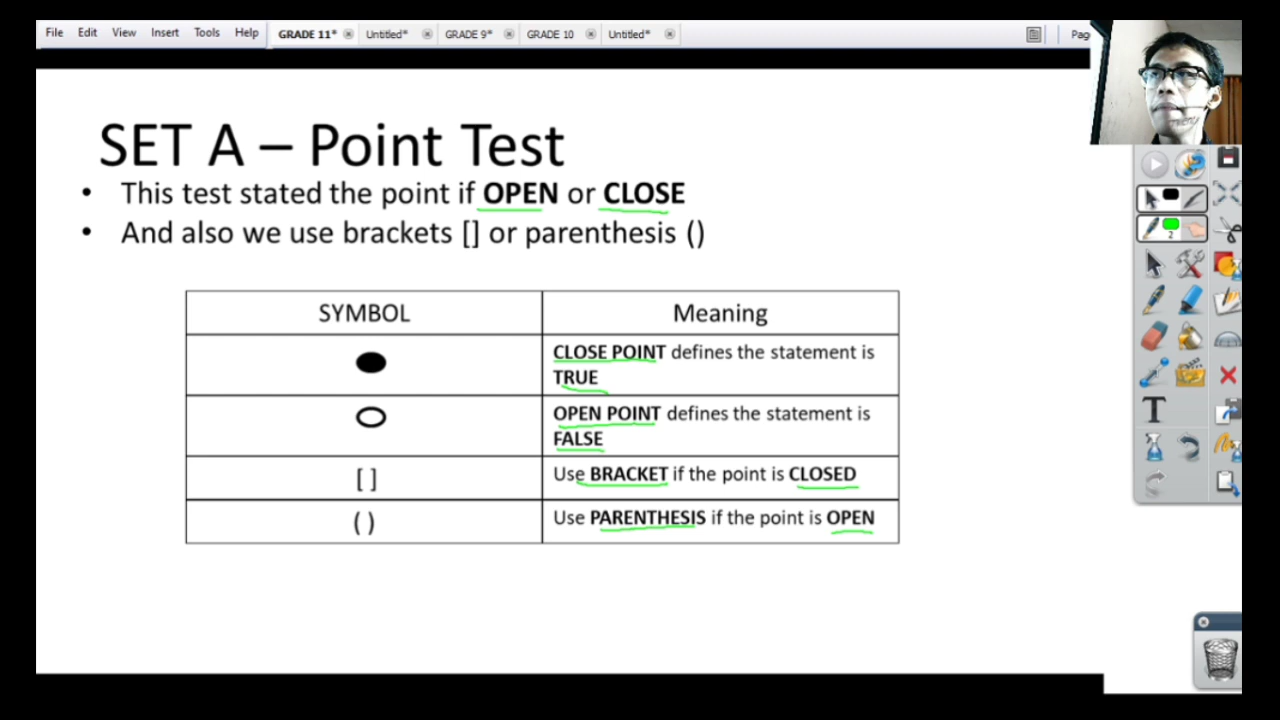 File Edit View Insert Tools Help GRADE 11* Untitled* GRADE 9* GRADE 10 Untitled*
SET A – Point Test
• This test stated the point if OPEN or CLOSE
• And also we use brackets [] or parenthesis ()
SYMBOL Meaning
CLOSE POINT defines the statement is
TRUE
OPEN POINT defines the statement is
FALSE
[ ] Use BRACKET if the point is CLOSED
( ) Use PARENTHESIS if the point is OPEN
2
T